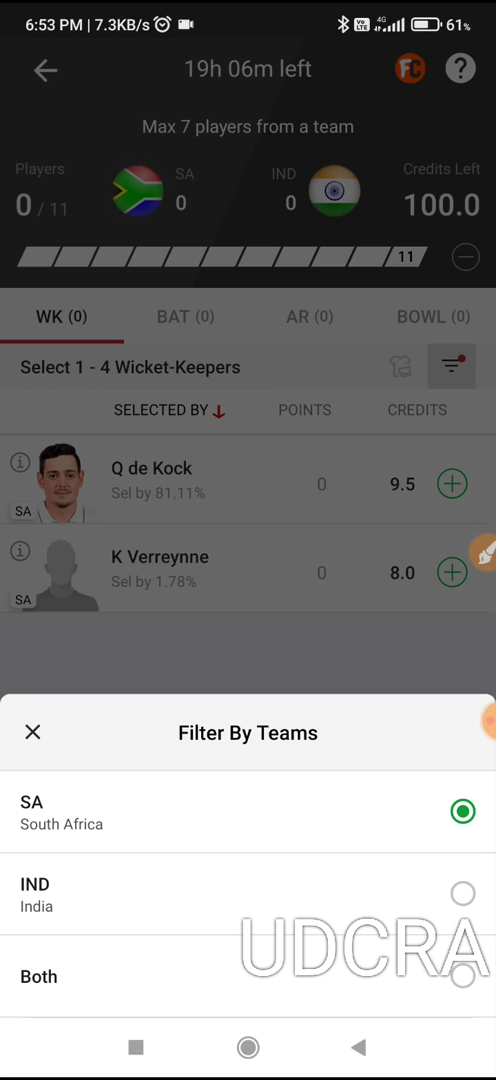 6:53 PM | 7.3KB/s 4G 61%
19h 06m left FC ?
Max 7 players from a team
Players SA IND Credits Left
0 / 11 0 0 100.0
11
WK (0) BAT (0) AR (0) BOWL (0)
Select 1 - 4 Wicket-Keepers
SELECTED BY POINTS CREDITS
Q de Kock
Sel by 81.11% 0 9.5
SA
K Verreynne
Sel by 1.78% 0 8.0
SA
Filter By Teams
SA
South Africa
IND
India
UDCRA
Both